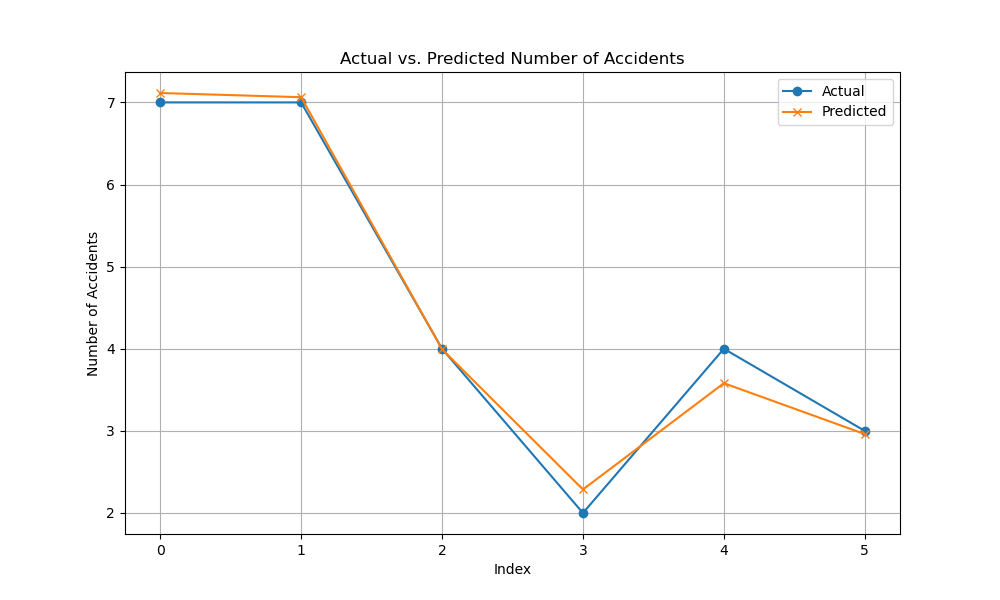 Actual vs. Predicted Number of Accidents
Actual
Predicted
Number of Accidents
7
6
5
4
3
2
0 1 2 3 4 5
Index